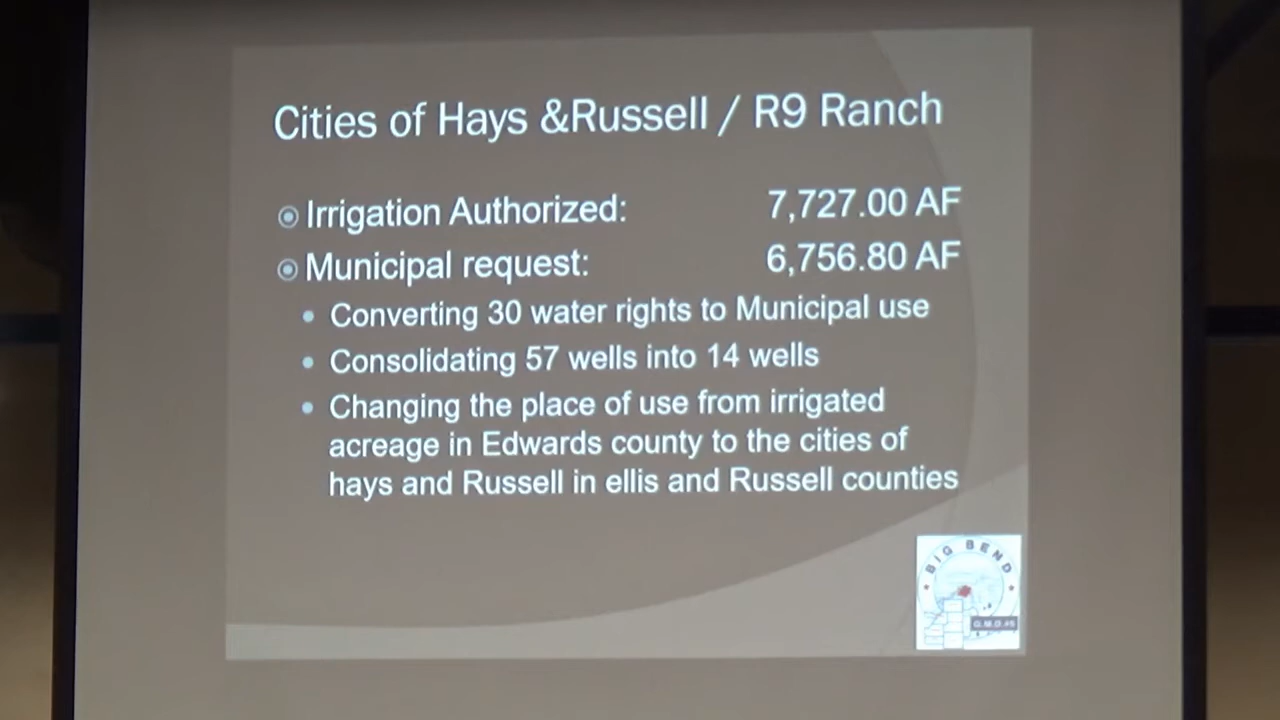 Cities of Hays &Russell / R9 Ranch
Irrigation Authorized: 7,727.00 AF
Municipal request: 6,756.80 AF
Converting 30 water rights to Municipal use
Consolidating 57 wells into 14 wells
Changing the place of use from irrigated
acreage in Edwards county to the cities of
hays and Russell in ellis and Russell counties
BIG BEND
G.M.D.#5